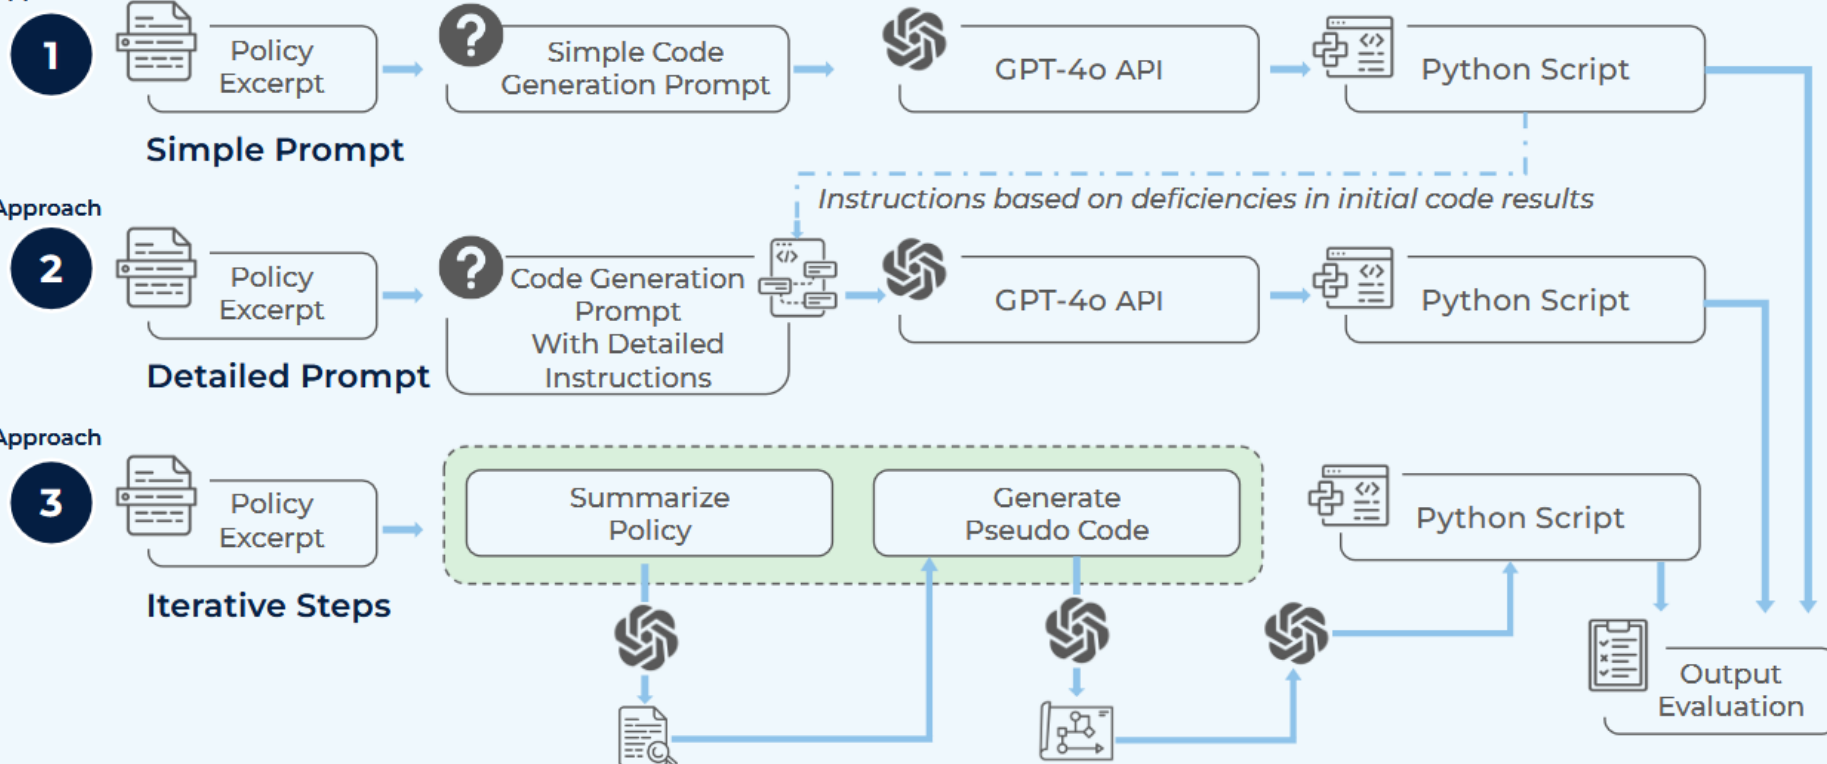 1
Policy
Excerpt
?
Simple Code
Generation Prompt
GPT-4o API
</>
Python Script
Simple Prompt
Instructions based on deficiencies in initial code results
Approach
2
Policy
Excerpt
?
Code Generation
Prompt
With Detailed
Instructions
</>
GPT-4o API
</>
Python Script
Detailed Prompt
Approach
3
Policy
Excerpt
Summarize
Policy
Generate
Pseudo Code
</>
Python Script
Iterative Steps
Output
Evaluation